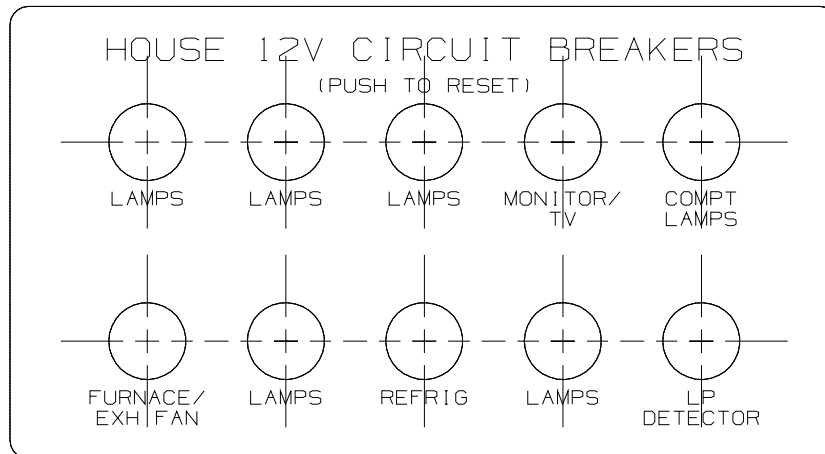 HOUSE 12V CIRCUIT BREAKERS
(PUSH TO RESET)
LAMPS
LAMPS
LAMPS
MONITOR/
TV
COMPT
LAMPS
FURNACE/
EXH FAN
LAMPS
REFRIG
LAMPS
LP
DETECTOR